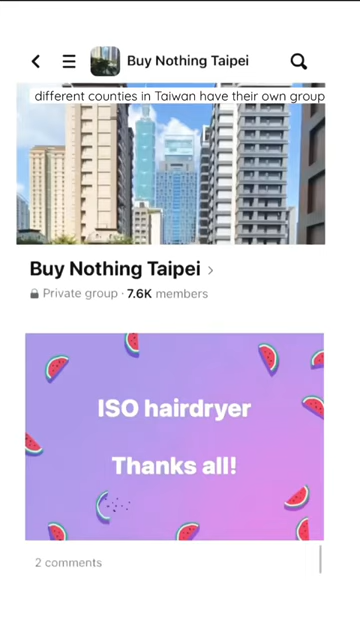 Buy Nothing Taipei
different counties in Taiwan have their own group
Buy Nothing Taipei
Private group · 7.6K members
ISO hairdryer
Thanks all!
2 comments